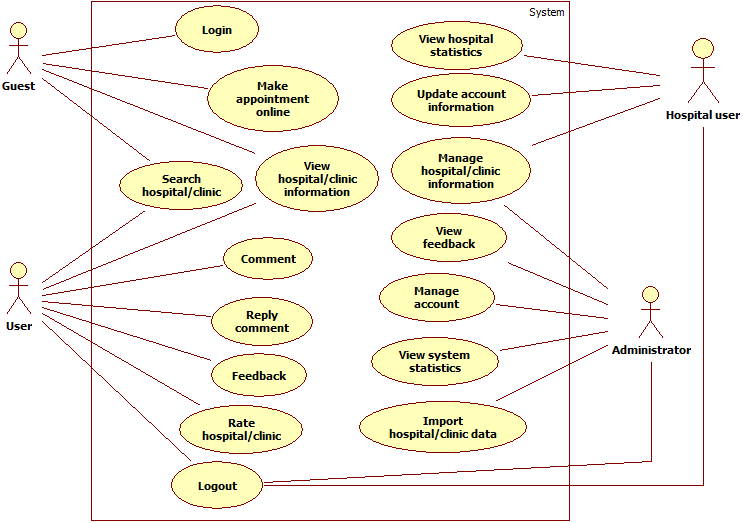 System
Login
View hospital
statistics
Guest
Make
appointment
online
Update account
information
Hospital user
Search
hospital/clinic
View
hospital/clinic
information
Manage
hospital/clinic
information
View
feedback
Comment
Manage
account
User
Reply
comment
Administrator
View system
statistics
Feedback
Rate
hospital/clinic
Import
hospital/clinic data
Logout